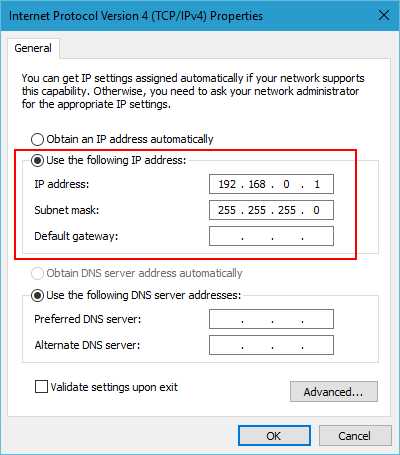 Internet Protocol Version 4 (TCP/IPv4) Properties
General
You can get IP settings assigned automatically if your network supports
this capability. Otherwise, you need to ask your network administrator
for the appropriate IP settings.
Obtain an IP address automatically
Use the following IP address:
IP address: 192 . 168 . 0 . 1
Subnet mask: 255 . 255 . 255 . 0
Default gateway: . . .
Obtain DNS server address automatically
Use the following DNS server addresses:
Preferred DNS server: . . .
Alternate DNS server: . . .
Validate settings upon exit
Advanced...
OK Cancel